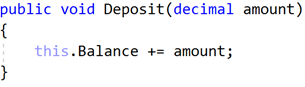 public void Deposit(decimal amount)
{
    this.Balance += amount;
}